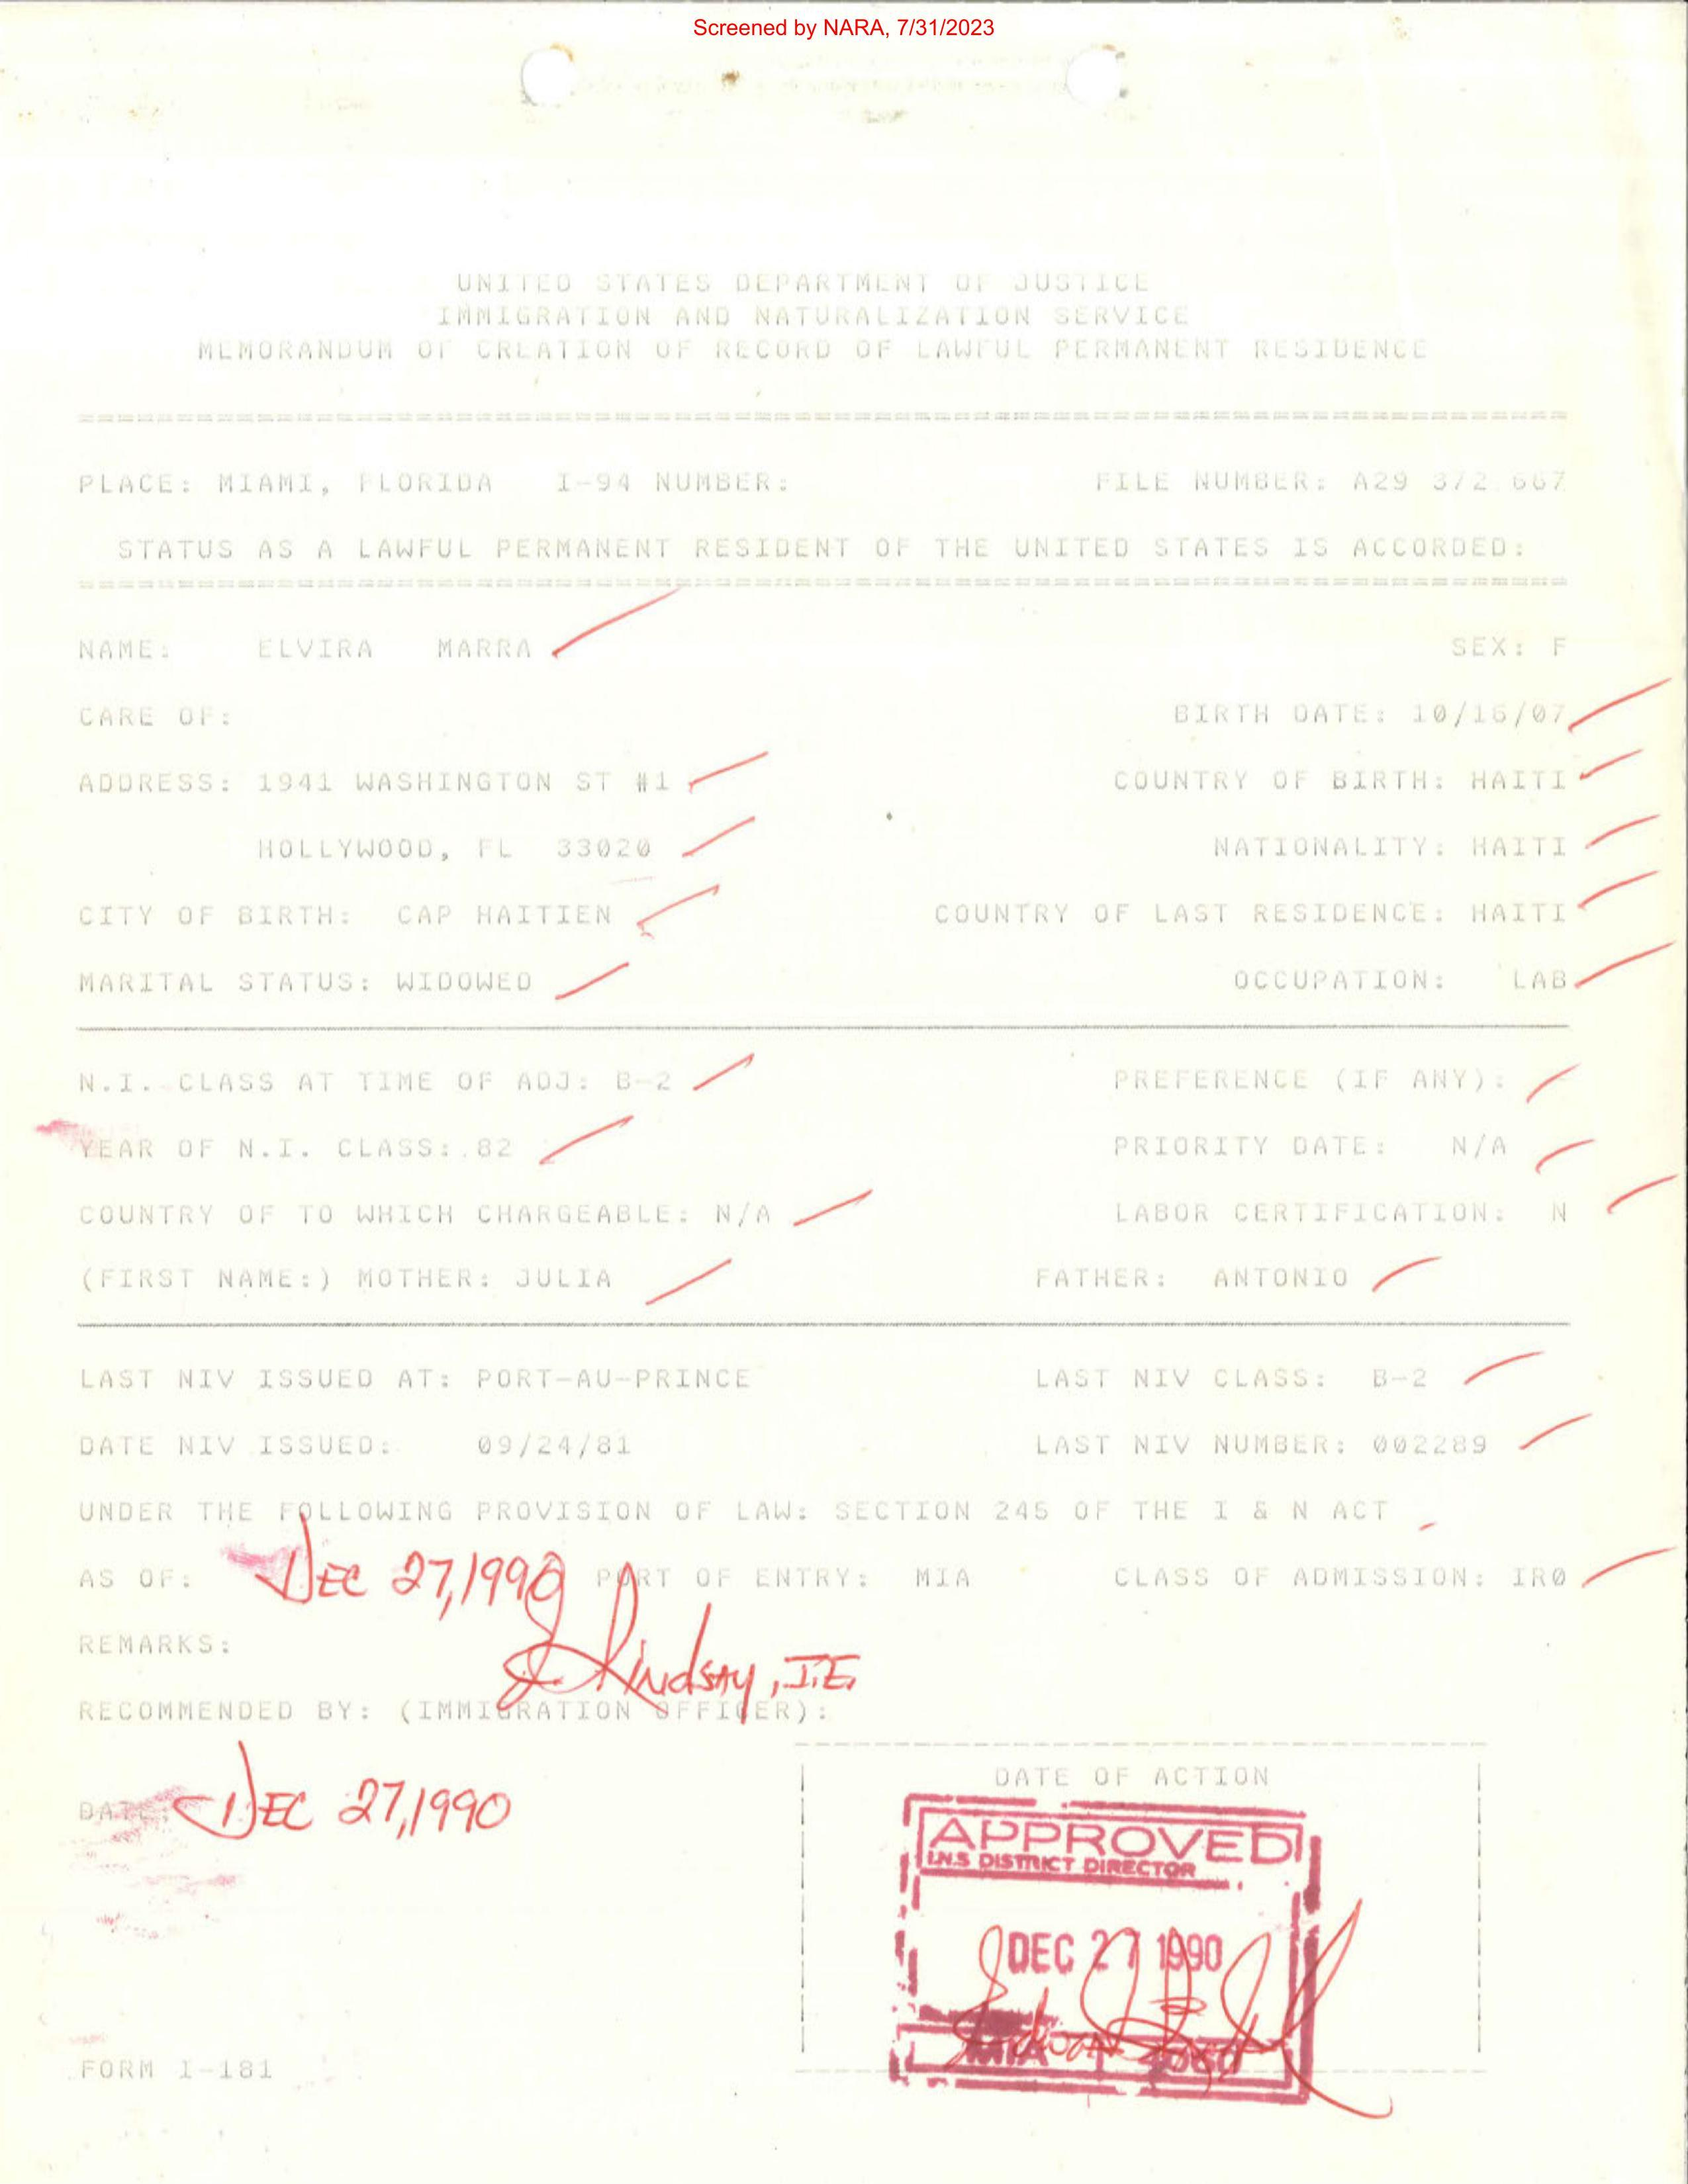 Screened by NARA, 7/31/2023
UNITED STATES DEPARTMENT OF JUSTICE
IMMIGRATION AND NATURALIZATION SERVICE
MEMORANDUM OF CREATION OF RECORD OF LAWFUL PERMANENT RESIDENCE
PLACE: MIAMI, FLORIDA I-94 NUMBER: FILE NUMBER: A29 372 667
STATUS AS A LAWFUL PERMANENT RESIDENT OF THE UNITED STATES IS ACCORDED:
NAME: ELVIRA MARRA SEX: F
CARE OF: BIRTH DATE: 10/16/07
ADDRESS: 1941 WASHINGTON ST #1 COUNTRY OF BIRTH: HAITI
HOLLYWOOD, FL 33020 NATIONALITY: HAITI
CITY OF BIRTH: CAP HAITIEN COUNTRY OF LAST RESIDENCE: HAITI
MARITAL STATUS: WIDOWED OCCUPATION: LAB
N.I. CLASS AT TIME OF ADJ: B-2 PREFERENCE (IF ANY):
YEAR OF N.I. CLASS: 82 PRIORITY DATE: N/A
COUNTRY OF TO WHICH CHARGEABLE: N/A LABOR CERTIFICATION: N
(FIRST NAME:) MOTHER: JULIA FATHER: ANTONIO
LAST NIV ISSUED AT: PORT-AU-PRINCE LAST NIV CLASS: B-2
DATE NIV ISSUED: 09/24/81 LAST NIV NUMBER: 002289
UNDER THE FOLLOWING PROVISION OF LAW: SECTION 245 OF THE I & N ACT
AS OF: DEC 27, 1990 PORT OF ENTRY: MIA CLASS OF ADMISSION: IR0
REMARKS:
Lindsay, I.E.
RECOMMENDED BY: (IMMIGRATION OFFICER):
DATE: DEC 27, 1990
DATE OF ACTION
APPROVED
I.N.S DISTRICT DIRECTOR
DEC 27 1990
MIA
FORM I-181